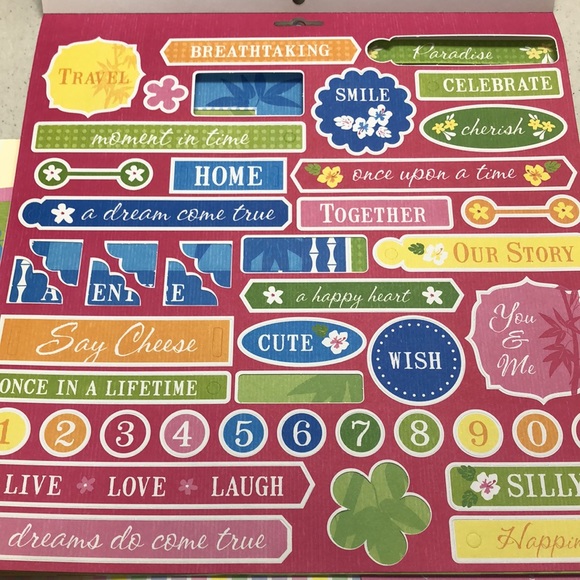 BREATHTAKING
Paradise
TRAVEL
SMILE
CELEBRATE
moment in time
cherish
HOME
once upon a time
a dream come true
TOGETHER
OUR STORY
EN
E
a happy heart
You
&
Me
Say Cheese
CUTE
WISH
ONCE IN A LIFETIME
1 2 3 4 5 6 7 8 9 0
LIVE LOVE LAUGH
SILLY
dreams do come true